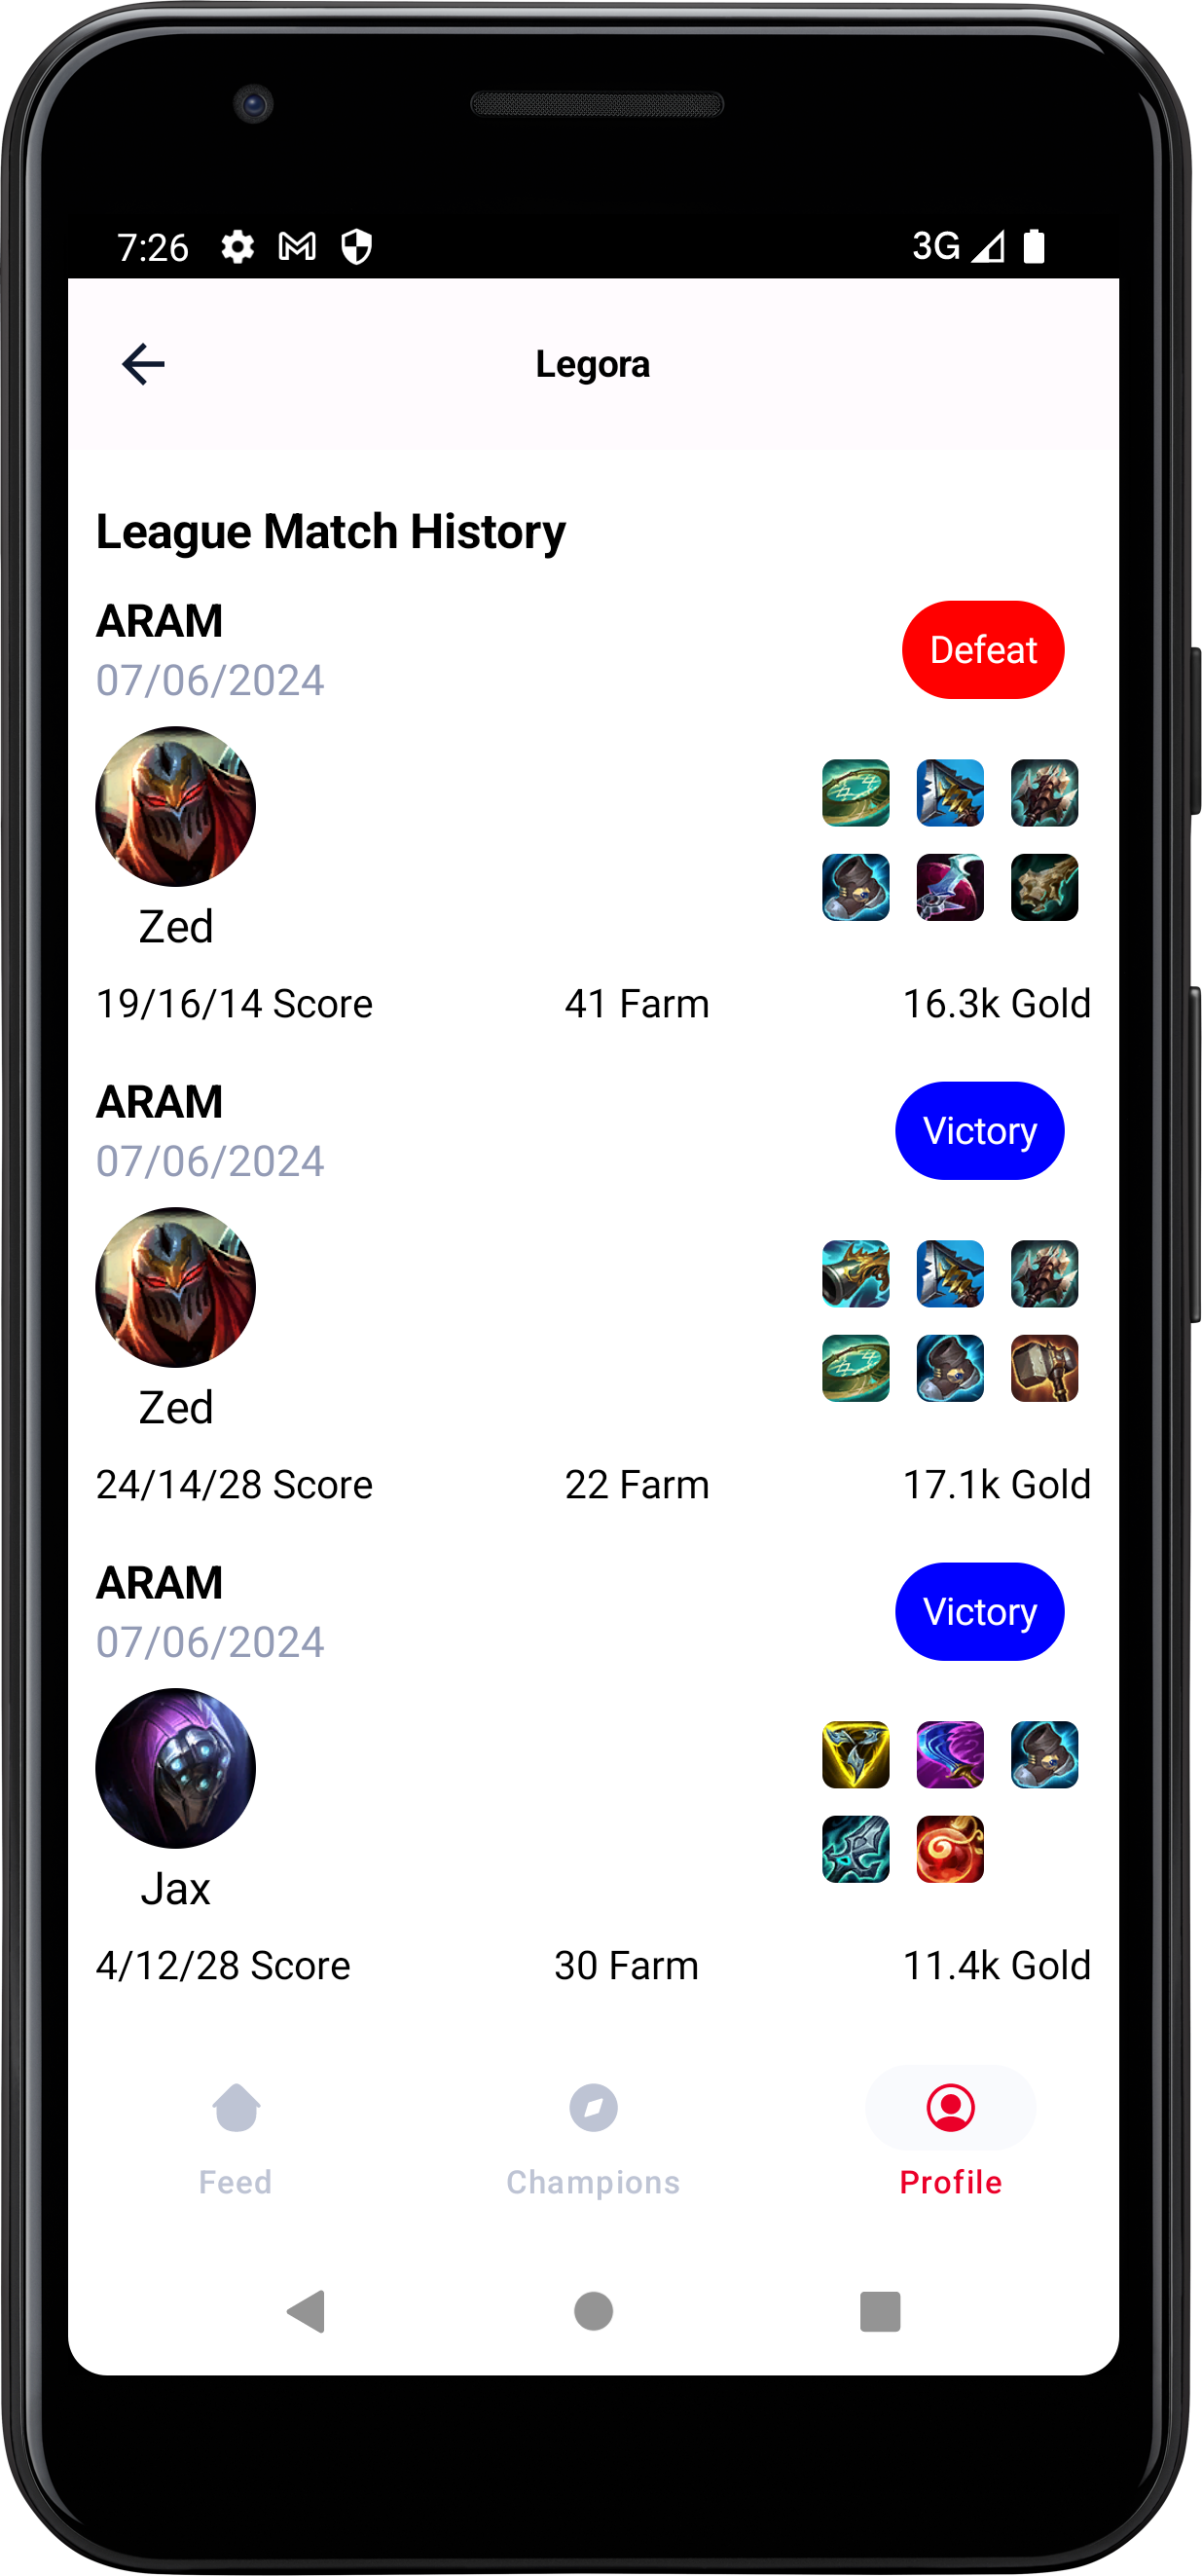 7:26 3G
Legora
League Match History
ARAM
Defeat
07/06/2024
Zed
19/16/14 Score 41 Farm 16.3k Gold
ARAM
Victory
07/06/2024
Zed
24/14/28 Score 22 Farm 17.1k Gold
ARAM
Victory
07/06/2024
Jax
4/12/28 Score 30 Farm 11.4k Gold
Feed Champions Profile